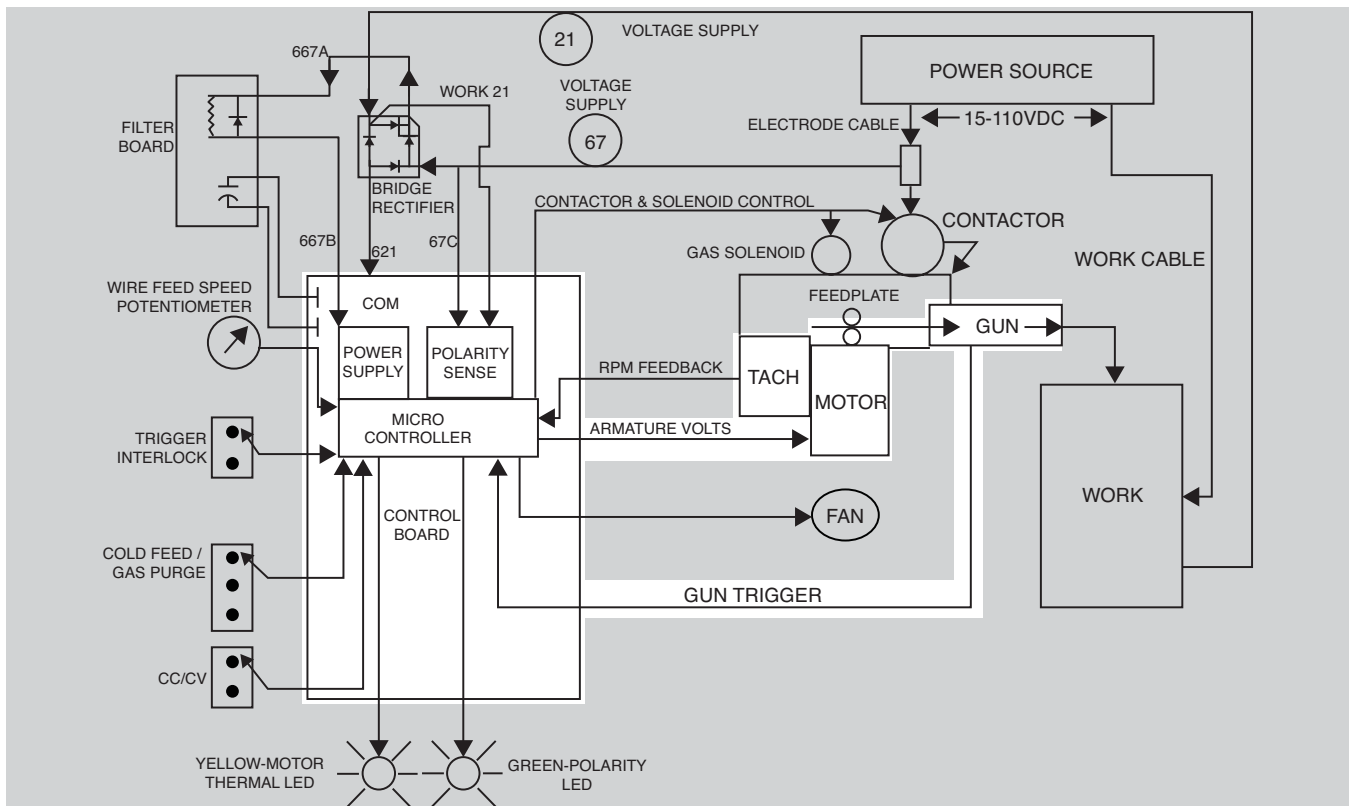 21
VOLTAGE SUPPLY
667A
POWER SOURCE
WORK 21
VOLTAGE
SUPPLY
FILTER
BOARD
ELECTRODE CABLE
15-110VDC
67
BRIDGE
RECTIFIER
CONTACTOR & SOLENOID CONTROL
CONTACTOR
667B
621
67C
GAS SOLENOID
WORK CABLE
WIRE FEED SPEED
POTENTIOMETER
COM
FEEDPLATE
GUN
POWER
SUPPLY
POLARITY
SENSE
RPM FEEDBACK
TACH
MOTOR
MICRO
CONTROLLER
ARMATURE VOLTS
TRIGGER
INTERLOCK
WORK
CONTROL
BOARD
FAN
COLD FEED /
GAS PURGE
GUN TRIGGER
CC/CV
YELLOW-MOTOR
THERMAL LED
GREEN-POLARITY
LED